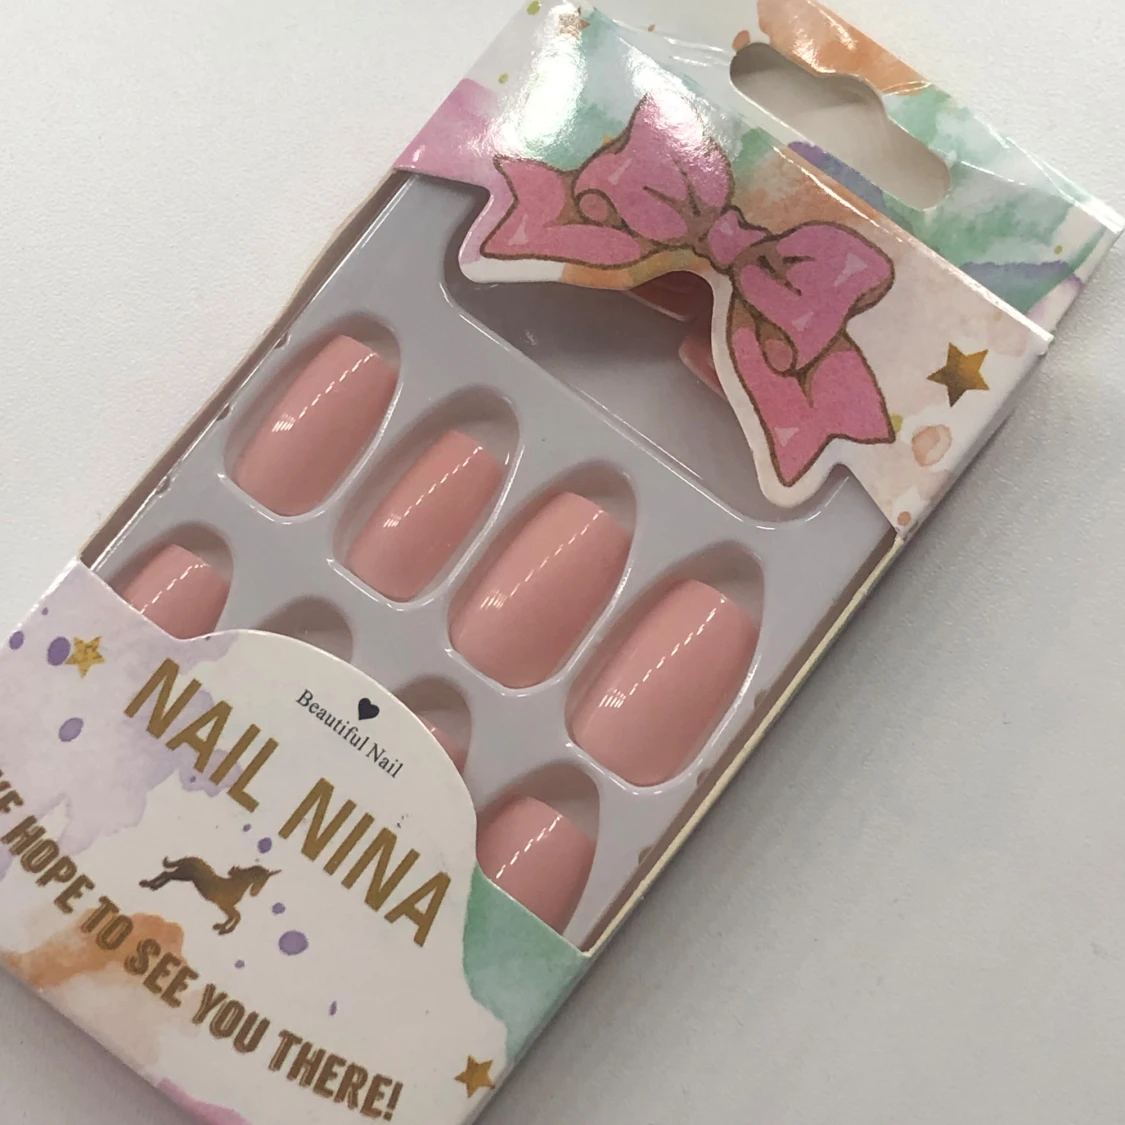 Beautiful Nail
NAIL NINA
HOPE TO SEE YOU THERE!